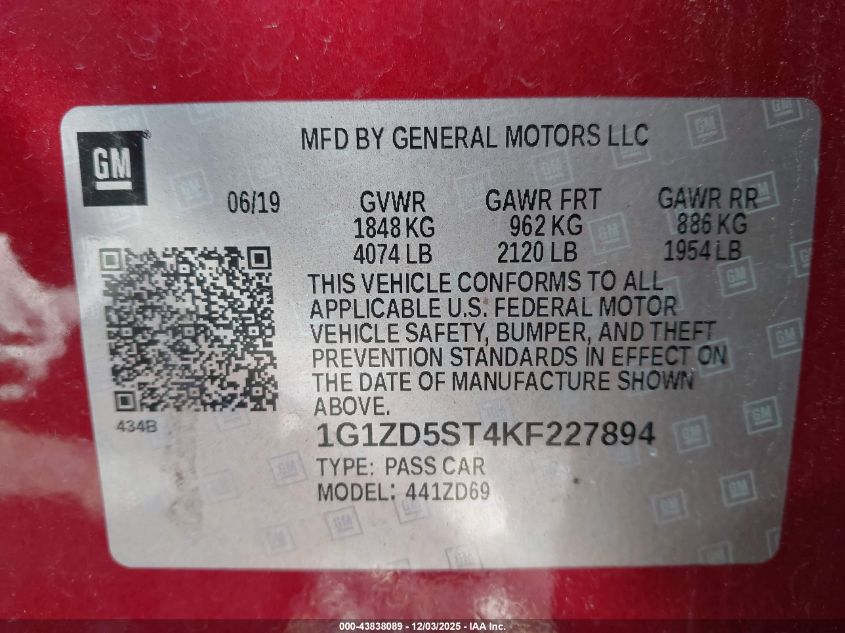 GM
®
MFD BY GENERAL MOTORS LLC
06/19
GVWR
1848 KG
4074 LB
GAWR FRT
962 KG
2120 LB
GAWR RR
886 KG
1954 LB
THIS VEHICLE CONFORMS TO ALL
APPLICABLE U.S. FEDERAL MOTOR
VEHICLE SAFETY, BUMPER, AND THEFT
PREVENTION STANDARDS IN EFFECT ON
THE DATE OF MANUFACTURE SHOWN
ABOVE.
434B
1G1ZD5ST4KF227894
TYPE: PASS CAR
MODEL: 441ZD69
000-43838089 - 12/03/2025 - IAA Inc.